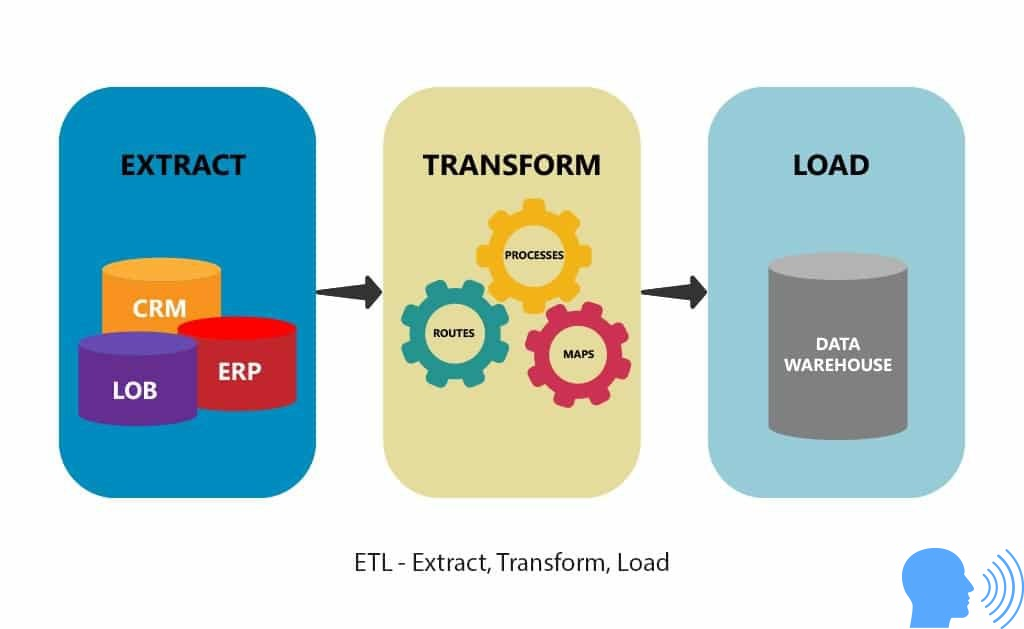 EXTRACT
CRM
ERP
LOB
TRANSFORM
PROCESSES
ROUTES
MAPS
LOAD
DATA
WAREHOUSE
ETL - Extract, Transform, Load